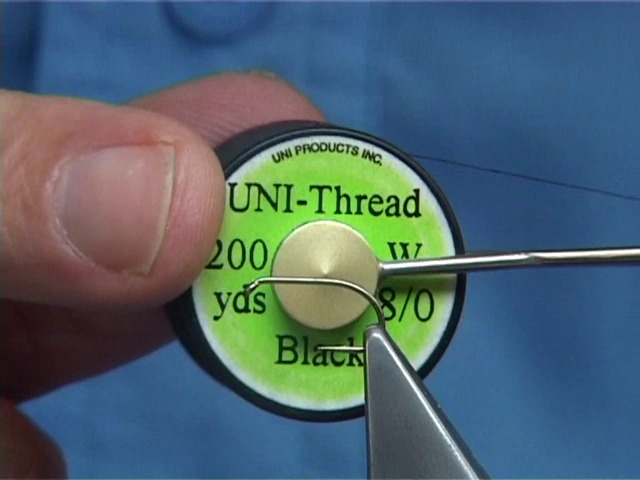 UNI PRODUCTS INC.
UNI-Thread
200 W
yds 8/0
Black